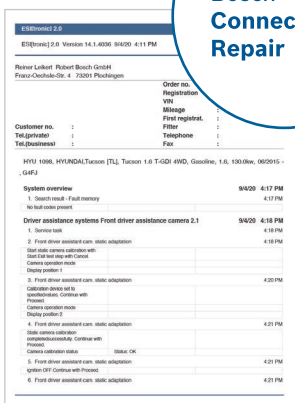 Connec
Repair
ESI[tronic] 2.0
ESI[tronic] 2.0 Version 14.1.4036 9/4/20 4:11 PM
Reiner Leikert Robert Bosch GmbH
Franz-Oechsle-Str. 4 73201 Plochingen
Order no.
Registration
VIN
Mileage :
First registrat. :
Customer no. : Fitter :
Tel.(private) : Telephone :
Tel.(business) : Fax :
HYU 1098, HYUNDAI,Tucson [TL], Tucson 1.6 T-GDI 4WD, Gasoline, 1.6, 130.0kw, 06/2015 -
, G4FJ
System overview 9/4/20 4:17 PM
1. Search result - Fault memory 4:17 PM
No fault codes present.
Driver assistance systems Front driver assistance camera 2.1 9/4/20 4:18 PM
1. Service task 4:18 PM
2. Front driver assistant-cam. static adaptation 4:18 PM
Start static camera calibration with
Start.Exit test step with Cancel.
Camera operation mode
Display position 1
3. Front driver assistant-cam. static adaptation 4:20 PM
Calibration device set to
specifiedvalues. Continue with
Proceed.
Camera operation mode
Display position 2
4. Front driver assistant-cam. static adaptation 4:21 PM
Static camera calibration
completedsuccessfully. Continue with
Proceed.
Camera calibration status Status: OK
5. Front driver assistant-cam. static adaptation 4:21 PM
Ignition OFF.Continue with Proceed.
6. Front driver assistant-cam. static adaptation 4:21 PM